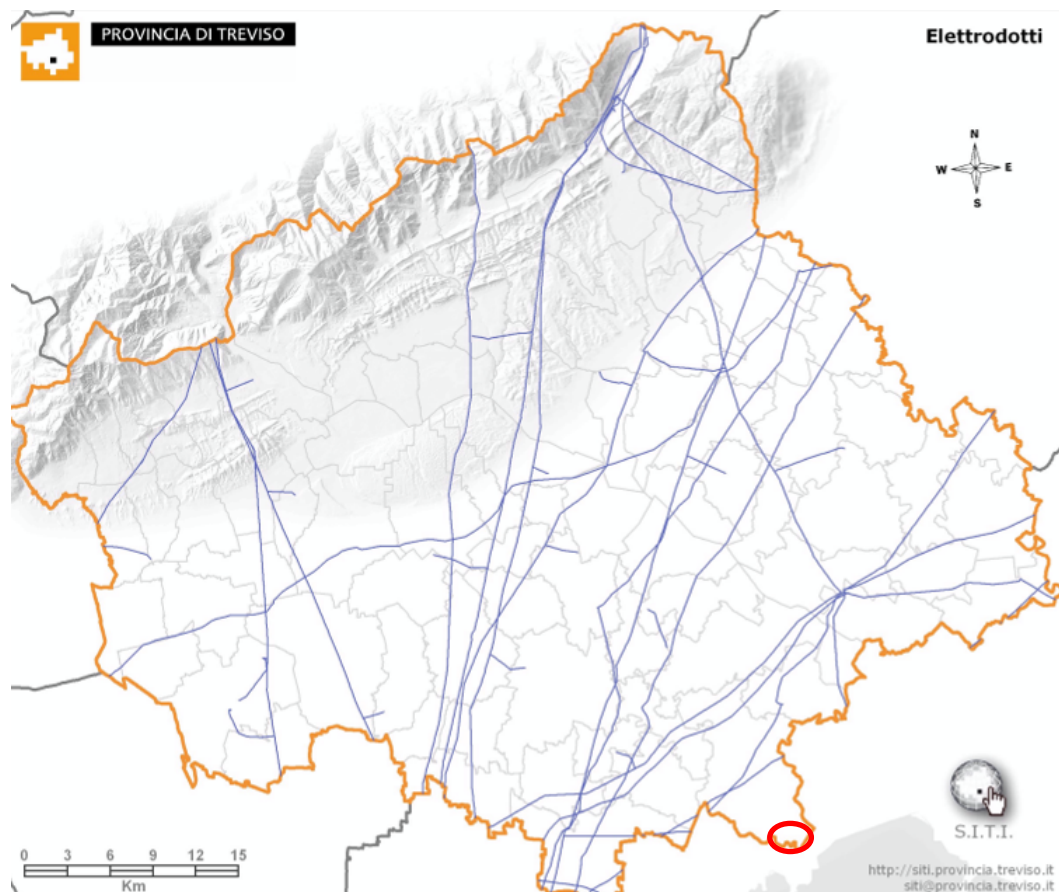 PROVINCIA DI TREVISO
Elettrodotti
N
W E
S
S.I.T.I.
0 3 6 9 12 15
Km
http://siti.provincia.treviso.it
siti@provincia.treviso.it